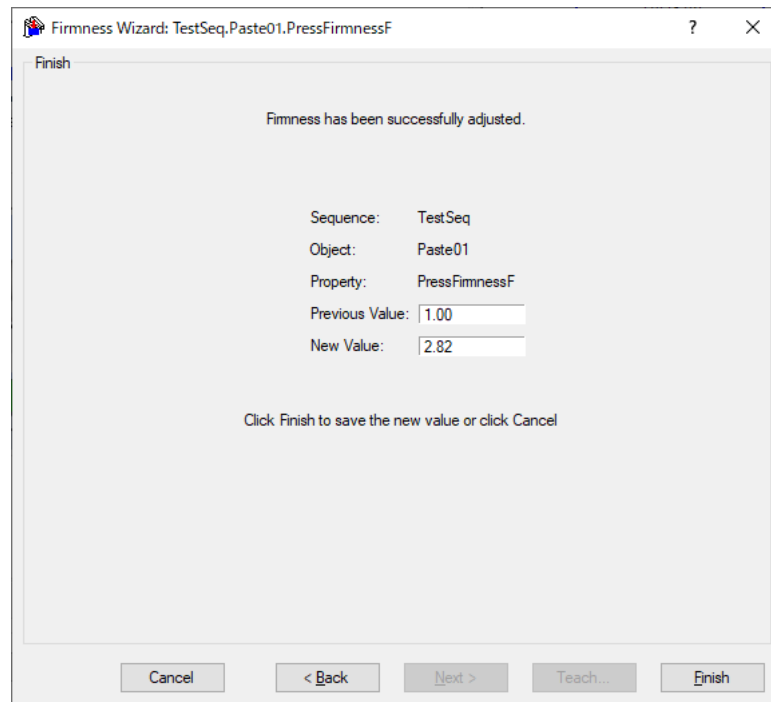 Firmness Wizard: TestSeq.Paste01.PressFirmnessF ? ×
Finish
Firmness has been successfully adjusted.
Sequence: TestSeq
Object: Paste01
Property: PressFirmnessF
Previous Value: 1.00
New Value: 2.82
Click Finish to save the new value or click Cancel
Cancel < Back Next > Teach... Finish